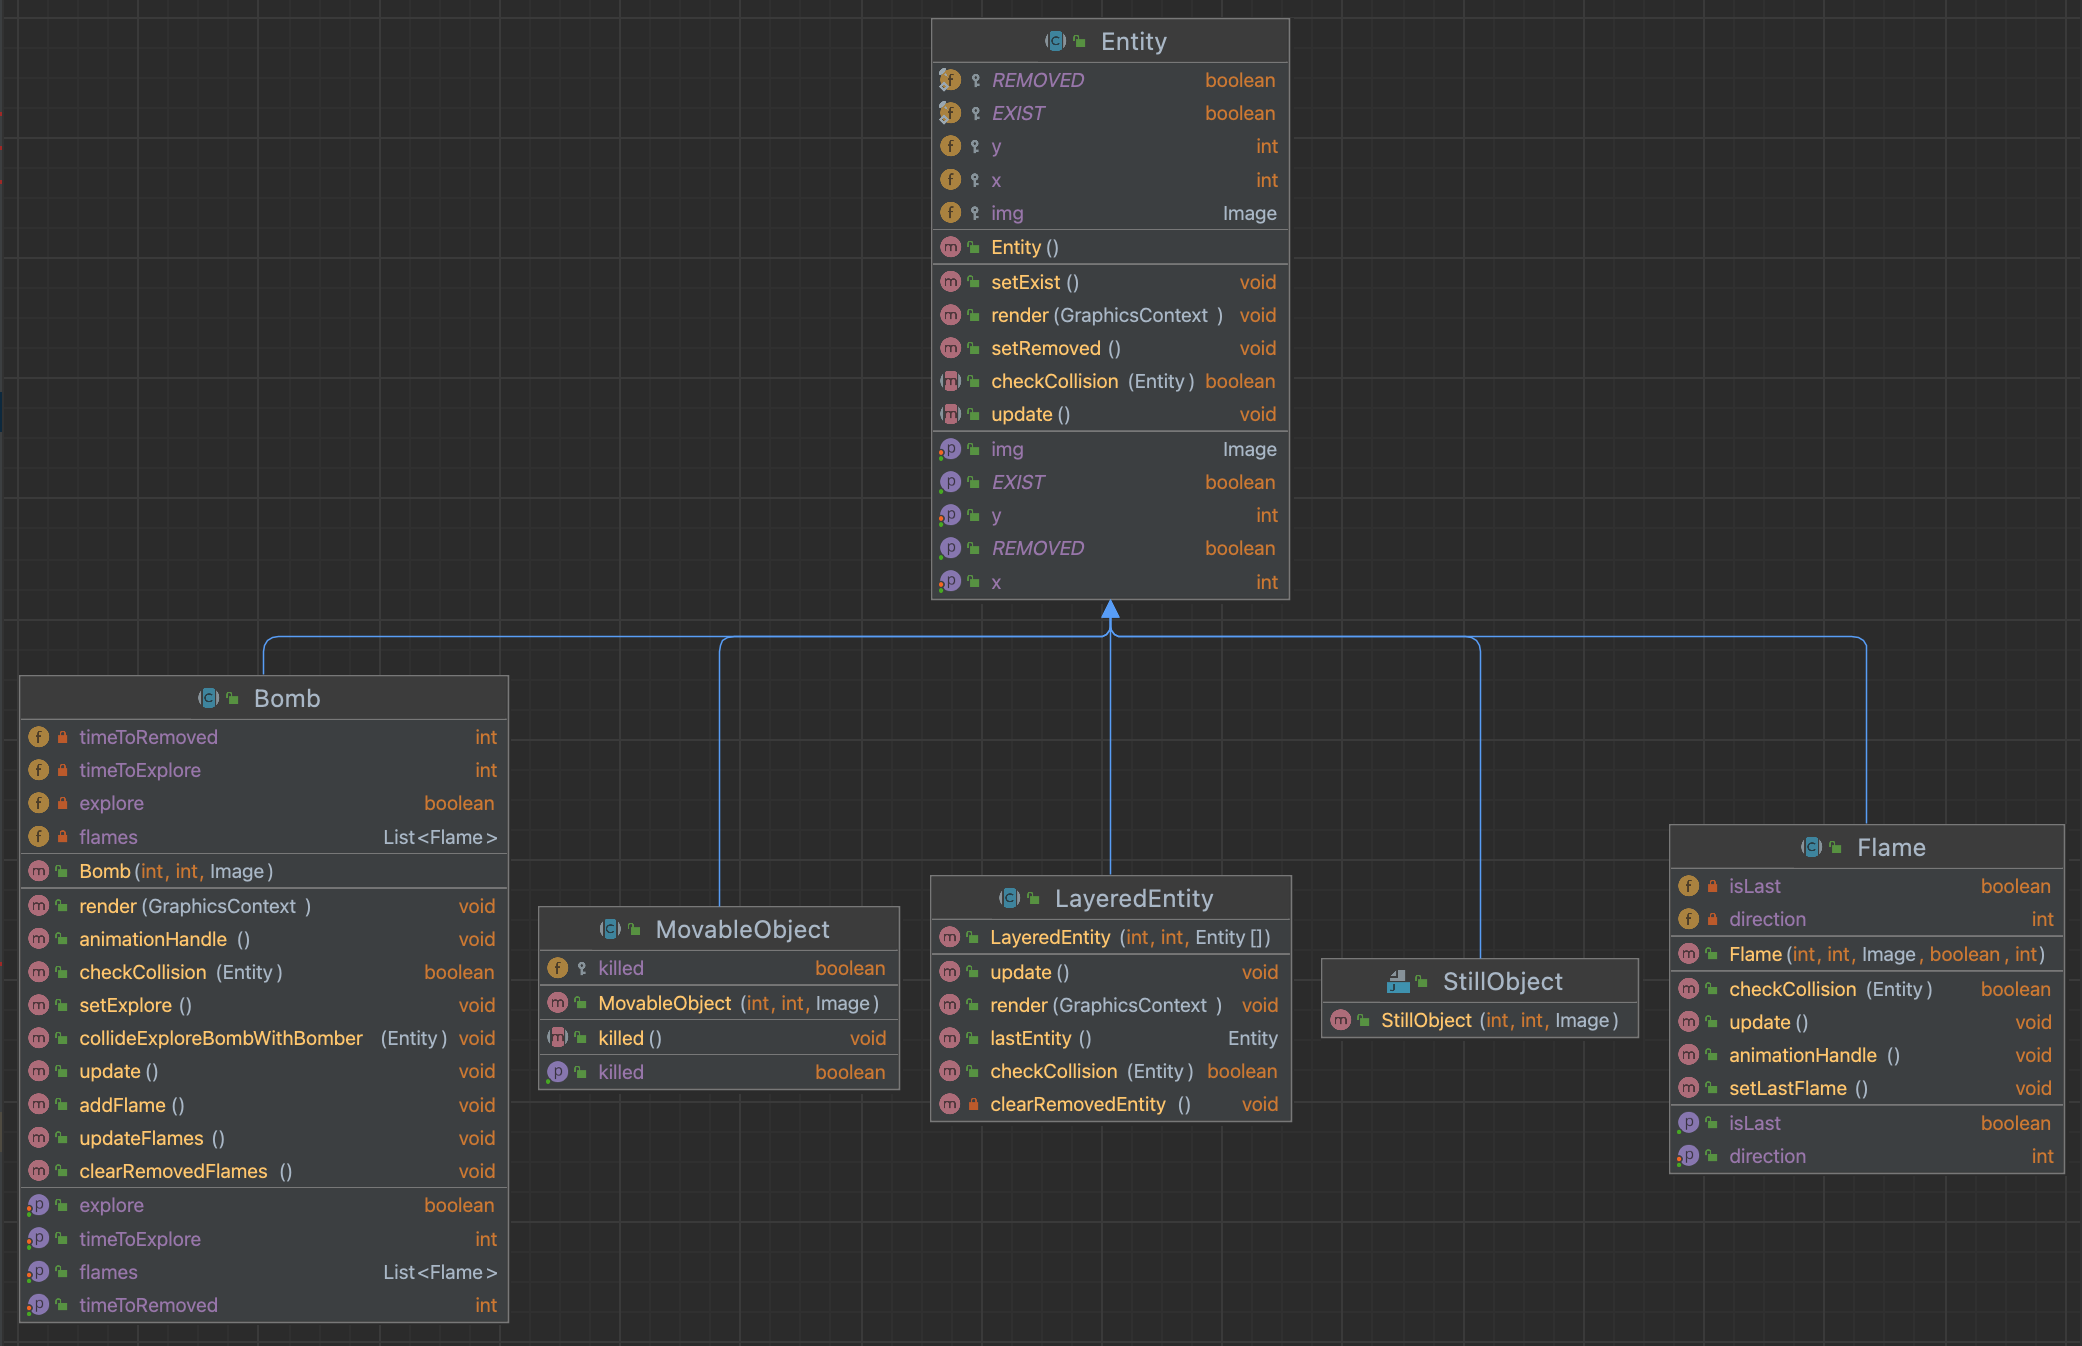 Entity
REMOVED boolean
EXIST boolean
y int
x int
img Image
Entity()
setExist() void
render(GraphicsContext) void
setRemoved() void
checkCollision(Entity) boolean
update() void
img Image
EXIST boolean
y int
REMOVED boolean
x int
Bomb
timeToRemoved int
timeToExplore int
explore boolean
flames List<Flame>
Bomb(int, int, Image)
render(GraphicsContext) void
animationHandle() void
checkCollision(Entity) boolean
setExplore() void
collideExploreBombWithBomber(Entity) void
update() void
addFlame() void
updateFlames() void
clearRemovedFlames() void
explore boolean
timeToExplore int
flames List<Flame>
timeToRemoved int
MovableObject
killed boolean
MovableObject(int, int, Image)
killed() void
killed boolean
LayeredEntity
LayeredEntity(int, int, Entity[])
update() void
render(GraphicsContext) void
lastEntity() Entity
checkCollision(Entity) boolean
clearRemovedEntity() void
StillObject
StillObject(int, int, Image)
Flame
isLast boolean
direction int
Flame(int, int, Image, boolean, int)
checkCollision(Entity) boolean
update() void
animationHandle() void
setLastFlame() void
isLast boolean
direction int